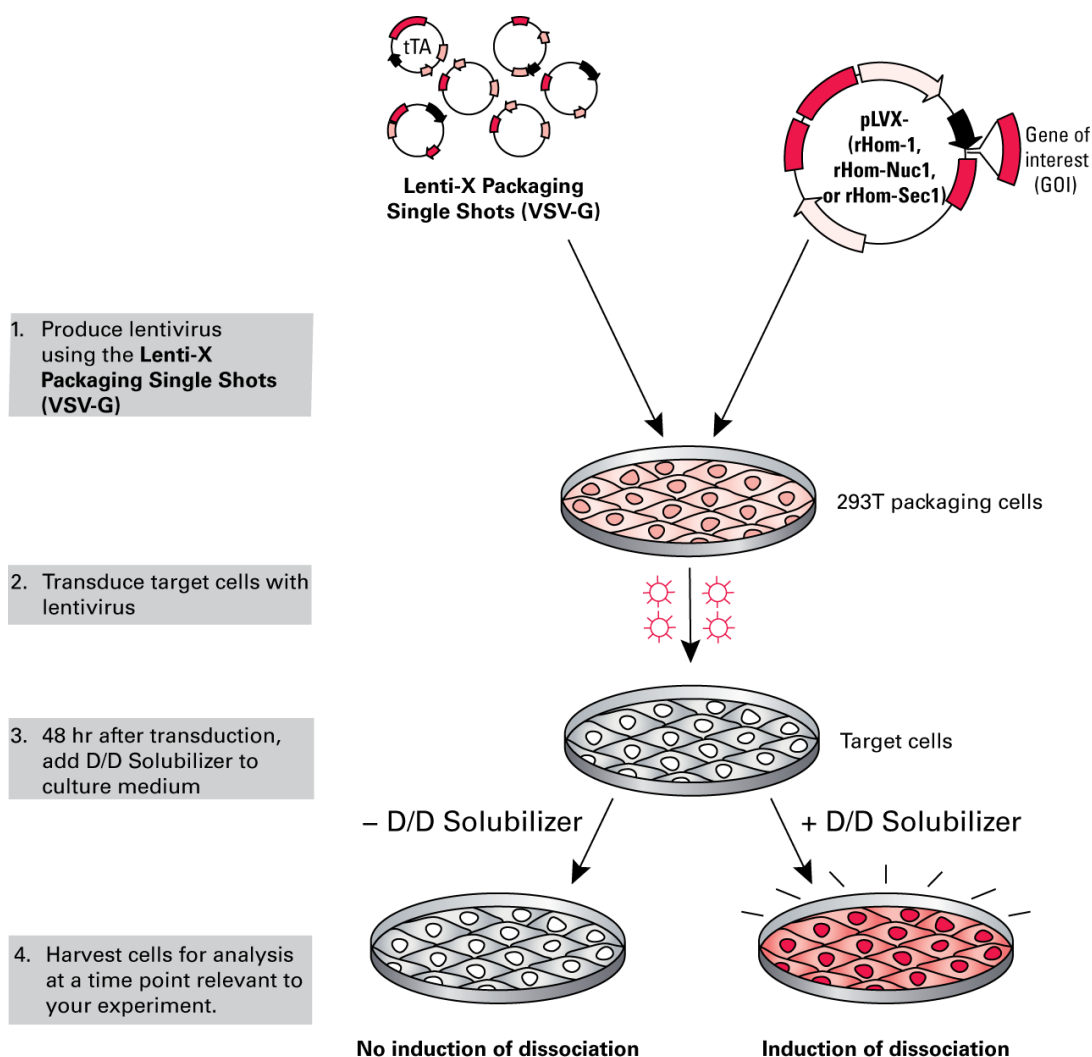 tTA
Lenti-X Packaging
Single Shots (VSV-G)
pLVX-
(rHom-1,
rHom-Nuc1,
or rHom-Sec1)
Gene of
interest
(GOI)
1. Produce lentivirus
using the Lenti-X
Packaging Single Shots
(VSV-G)
293T packaging cells
2. Transduce target cells with
lentivirus
3. 48 hr after transduction,
add D/D Solubilizer to
culture medium
Target cells
– D/D Solubilizer
+ D/D Solubilizer
4. Harvest cells for analysis
at a time point relevant to
your experiment.
No induction of dissociation
Induction of dissociation